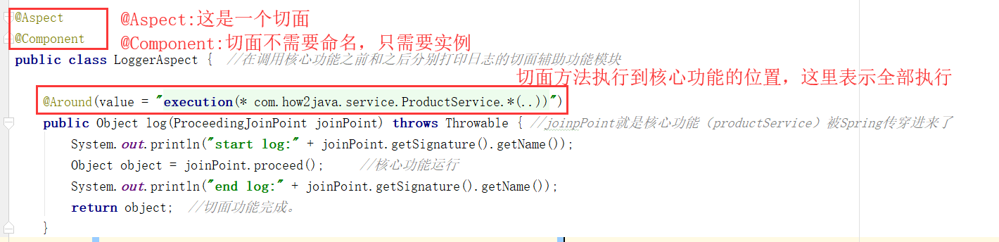 @Aspect @Aspect:这是一个切面
@Component @Component:切面不需要命名，只需要实例
public class LoggerAspect { //在调用核心功能之前和之后分别打印日志的切面辅助功能模块
切面方法执行到核心功能的位置，这里表示全部执行
@Around(value = "execution(* com.how2java.service.ProductService.*(..))")
public Object log(ProceedingJoinPoint joinPoint) throws Throwable { //joinpPoint就是核心功能（productService）被Spring传穿进来了
System.out.println("start log:" + joinPoint.getSignature().getName());
Object object = joinPoint.proceed(); //核心功能运行
System.out.println("end log:" + joinPoint.getSignature().getName());
return object; //切面功能完成。
}